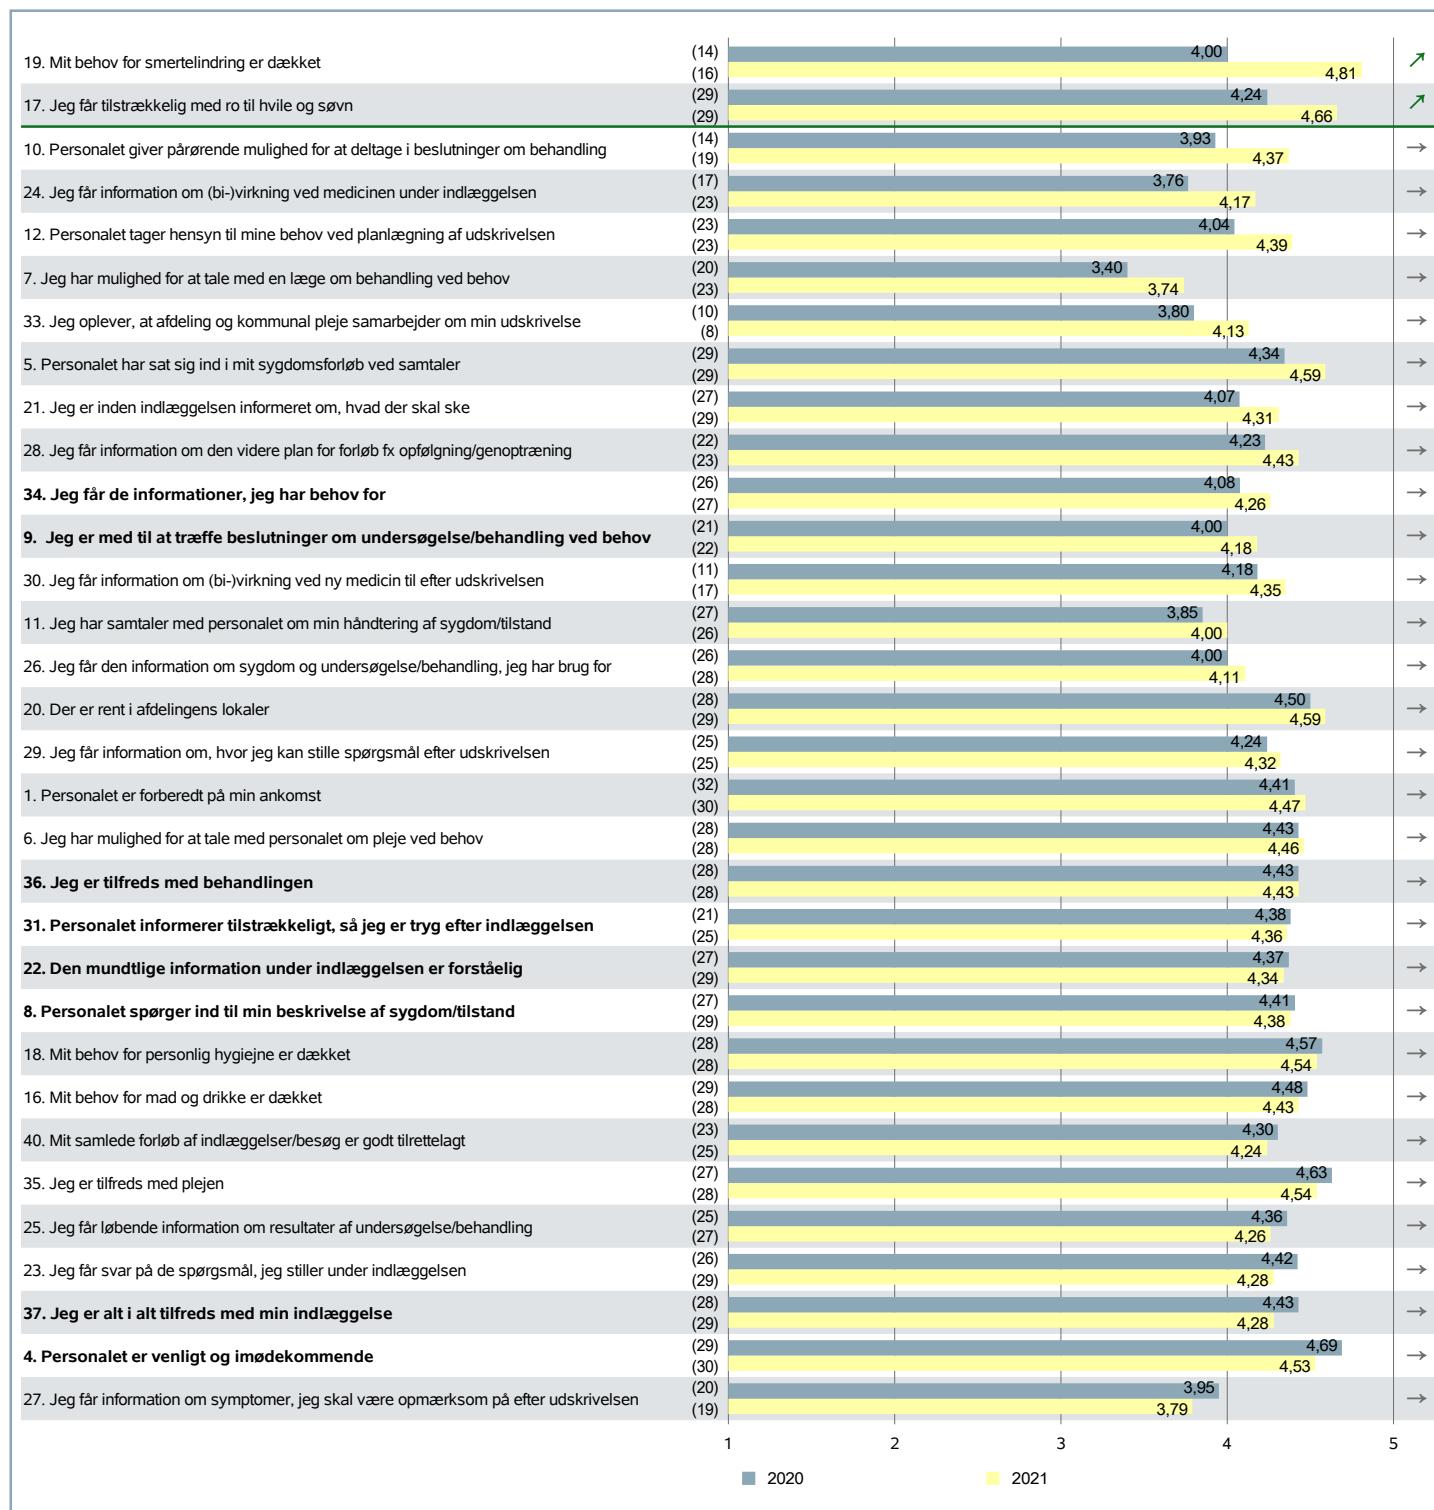 19. Mit behov for smertelindring er dækket (14) 4,00 ↗
(16) 4,81
17. Jeg får tilstrækkelig med ro til hvile og søvn (29) 4,24 ↗
(29) 4,66
10. Personalet giver pårørende mulighed for at deltage i beslutninger om behandling (14) 3,93 →
(19) 4,37
24. Jeg får information om (bi-)virkning ved medicinen under indlæggelsen (17) 3,76 →
(23) 4,17
12. Personalet tager hensyn til mine behov ved planlægning af udskrivelsen (23) 4,04 →
(23) 4,39
7. Jeg har mulighed for at tale med en læge om behandling ved behov (20) 3,40 →
(23) 3,74
33. Jeg oplever, at afdeling og kommunal pleje samarbejder om min udskrivelse (10) 3,80 →
(8) 4,13
5. Personalet har sat sig ind i mit sygdomsforløb ved samtaler (29) 4,34 →
(29) 4,59
21. Jeg er inden indlæggelsen informeret om, hvad der skal ske (27) 4,07 →
(29) 4,31
28. Jeg får information om den videre plan for forløb fx opfølgning/genoptræning (22) 4,23 →
(23) 4,43
34. Jeg får de informationer, jeg har behov for (26) 4,08 →
(27) 4,26
9. Jeg er med til at træffe beslutninger om undersøgelse/behandling ved behov (21) 4,00 →
(22) 4,18
30. Jeg får information om (bi-)virkning ved ny medicin til efter udskrivelsen (11) 4,18 →
(17) 4,35
11. Jeg har samtaler med personalet om min håndtering af sygdom/tilstand (27) 3,85 →
(26) 4,00
26. Jeg får den information om sygdom og undersøgelse/behandling, jeg har brug for (26) 4,00 →
(28) 4,11
20. Der er rent i afdelingens lokaler (28) 4,50 →
(29) 4,59
29. Jeg får information om, hvor jeg kan stille spørgsmål efter udskrivelsen (25) 4,24 →
(25) 4,32
1. Personalet er forberedt på min ankomst (32) 4,41 →
(30) 4,47
6. Jeg har mulighed for at tale med personalet om pleje ved behov (28) 4,43 →
(28) 4,46
36. Jeg er tilfreds med behandlingen (28) 4,43 →
(28) 4,43
31. Personalet informerer tilstrækkeligt, så jeg er tryg efter indlæggelsen (21) 4,38 →
(25) 4,36
22. Den mundtlige information under indlæggelsen er forståelig (27) 4,37 →
(29) 4,34
8. Personalet spørger ind til min beskrivelse af sygdom/tilstand (27) 4,41 →
(29) 4,38
18. Mit behov for personlig hygiejne er dækket (28) 4,57 →
(28) 4,54
16. Mit behov for mad og drikke er dækket (29) 4,48 →
(28) 4,43
40. Mit samlede forløb af indlæggelser/besøg er godt tilrettelagt (23) 4,30 →
(25) 4,24
35. Jeg er tilfreds med plejen (27) 4,63 →
(28) 4,54
25. Jeg får løbende information om resultater af undersøgelse/behandling (25) 4,36 →
(27) 4,26
23. Jeg får svar på de spørgsmål, jeg stiller under indlæggelsen (26) 4,42 →
(29) 4,28
37. Jeg er alt i alt tilfreds med min indlæggelse (28) 4,43 →
(29) 4,28
4. Personalet er venligt og imødekommende (29) 4,69 →
(30) 4,53
27. Jeg får information om symptomer, jeg skal være opmærksom på efter udskrivelsen (20) 3,95 →
(19) 3,79
1 2 3 4 5
2020 2021